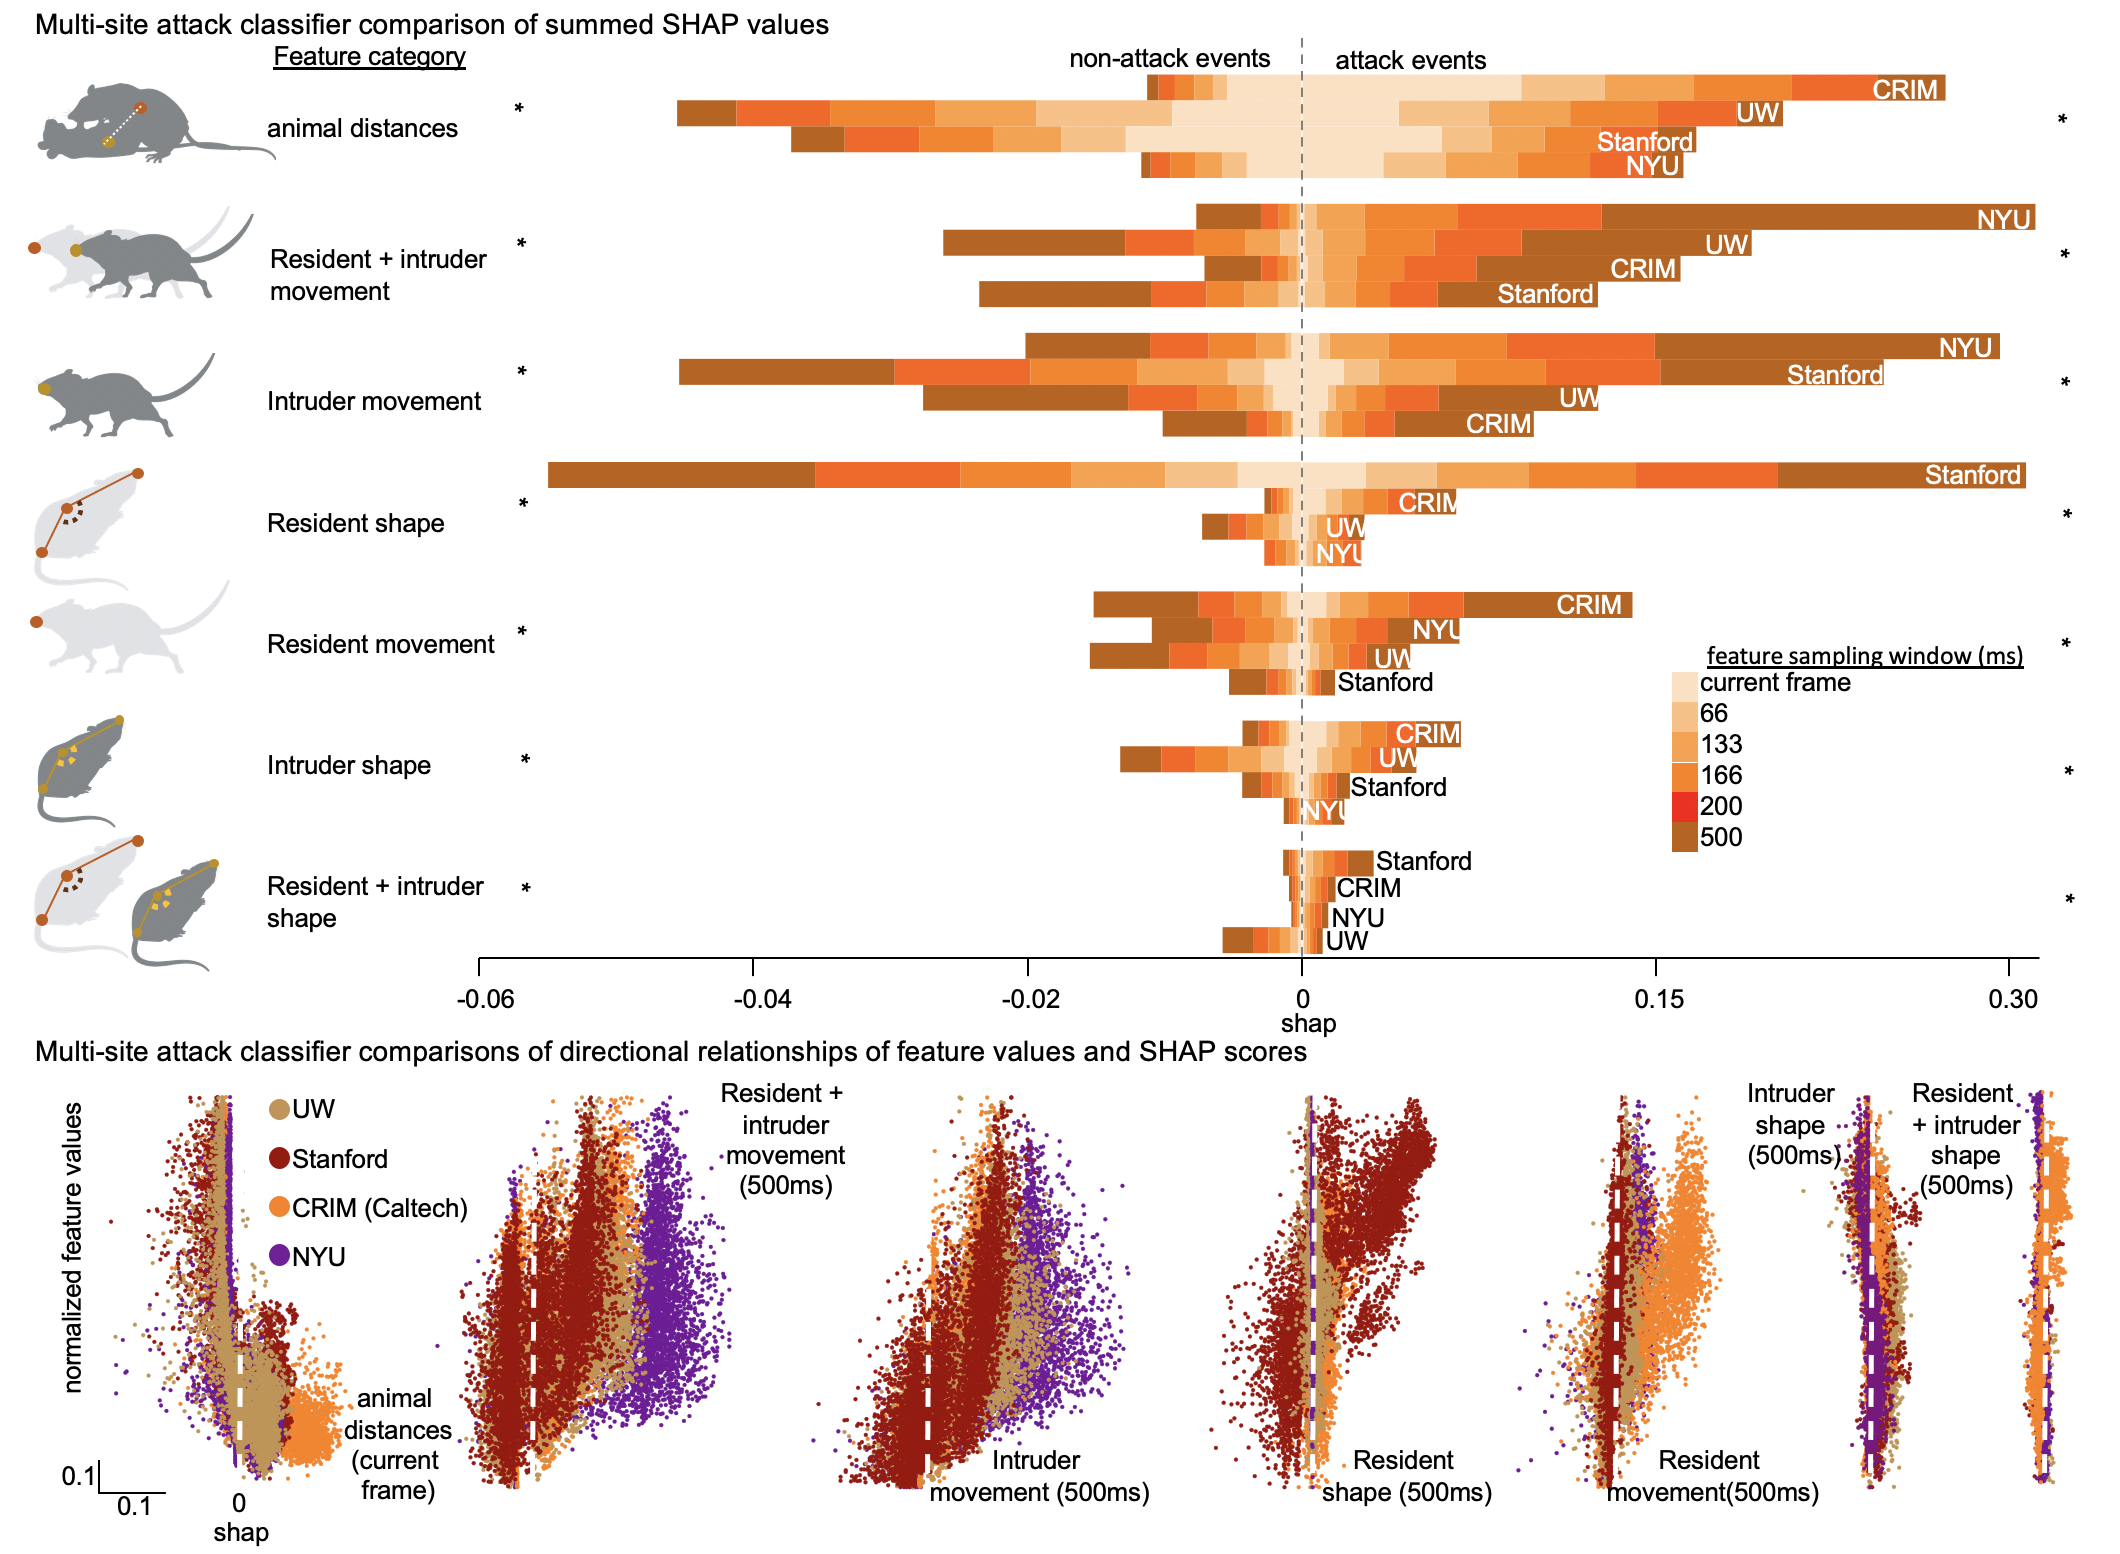 Multi-site attack classifier comparison of summed SHAP values
Feature category
non-attack events
attack events
animal distances
*
CRIM
UW
Stanford
NYU
*
Resident + intruder
movement
*
NYU
UW
CRIM
Stanford
*
Intruder movement
*
NYU
Stanford
UW
CRIM
*
Resident shape
*
Stanford
CRIM
UW
NYU
*
Resident movement
*
CRIM
NYU
UW
Stanford
*
feature sampling window (ms)
current frame
66
133
166
200
500
Intruder shape
*
CRIM
UW
Stanford
NYU
*
Resident + intruder
shape
*
Stanford
CRIM
NYU
UW
*
-0.06
-0.04
-0.02
0
0.15
0.30
shap
Multi-site attack classifier comparisons of directional relationships of feature values and SHAP scores
normalized feature values
UW
Stanford
CRIM (Caltech)
NYU
animal
distances
(current
frame)
0.1
0.1
0
shap
Resident +
intruder
movement
(500ms)
Intruder
movement (500ms)
Resident
shape (500ms)
Resident
movement(500ms)
Intruder
shape
(500ms)
Resident
+ intruder
shape
(500ms)